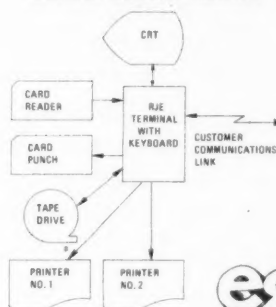 CRT
CARD
READER
RJE
TERMINAL
WITH
KEYBOARD
CARD
PUNCH
CUSTOMER
COMMUNICATIONS
LINK
TAPE
DRIVE
PRINTER
NO. 1
PRINTER
NO. 2